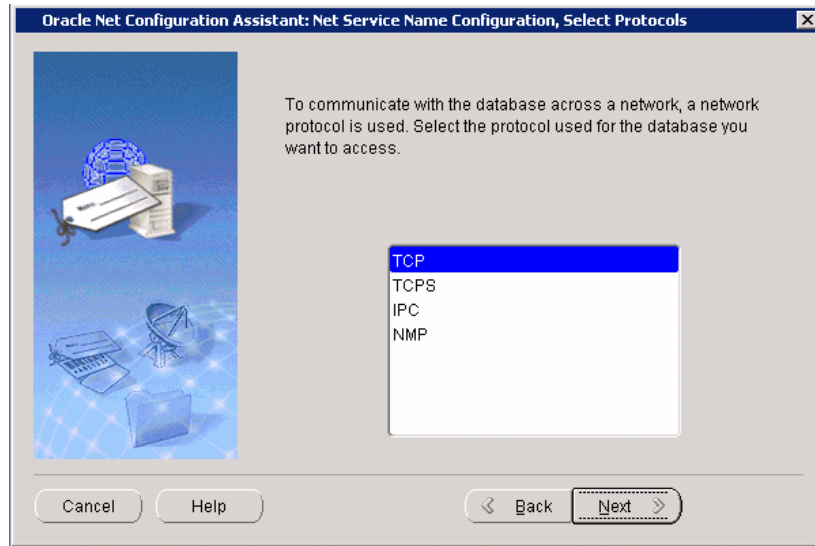 Oracle Net Configuration Assistant: Net Service Name Configuration, Select Protocols
To communicate with the database across a network, a network
protocol is used. Select the protocol used for the database you
want to access.
TCP
TCPS
IPC
NMP
Cancel Help Back Next